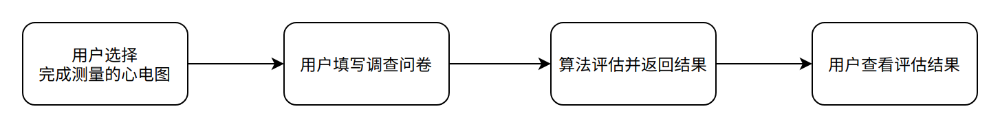 用户选择
完成测量的心电图
用户填写调查问卷
算法评估并返回结果
用户查看评估结果